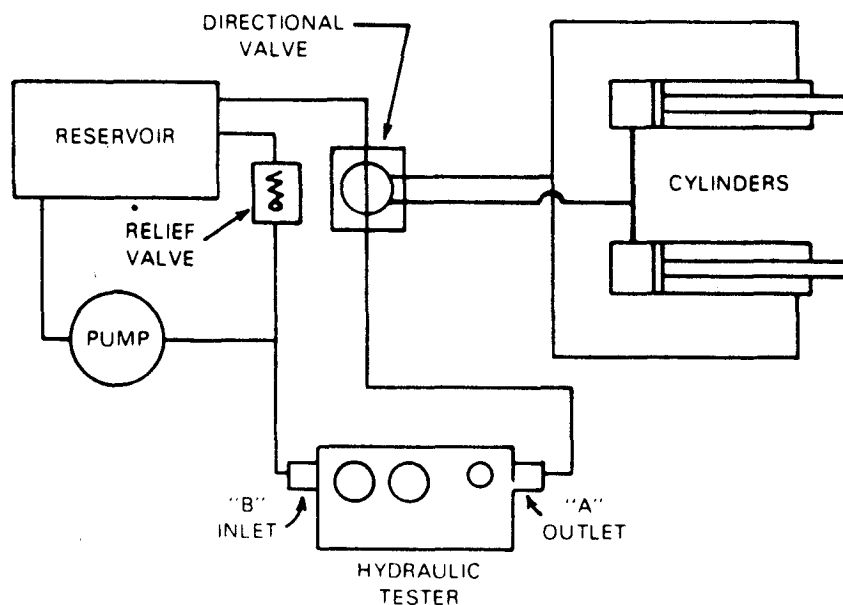 DIRECTIONAL
VALVE
RESERVOIR
RELIEF
VALVE
CYLINDERS
PUMP
"B"
INLET
"A"
OUTLET
HYDRAULIC
TESTER